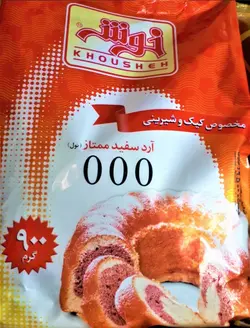 خوشه
KHOUSHEH
مخصوص کیک و شیرینی
آرد سفید ممتاز (نول)
000
۹۰۰
گرم